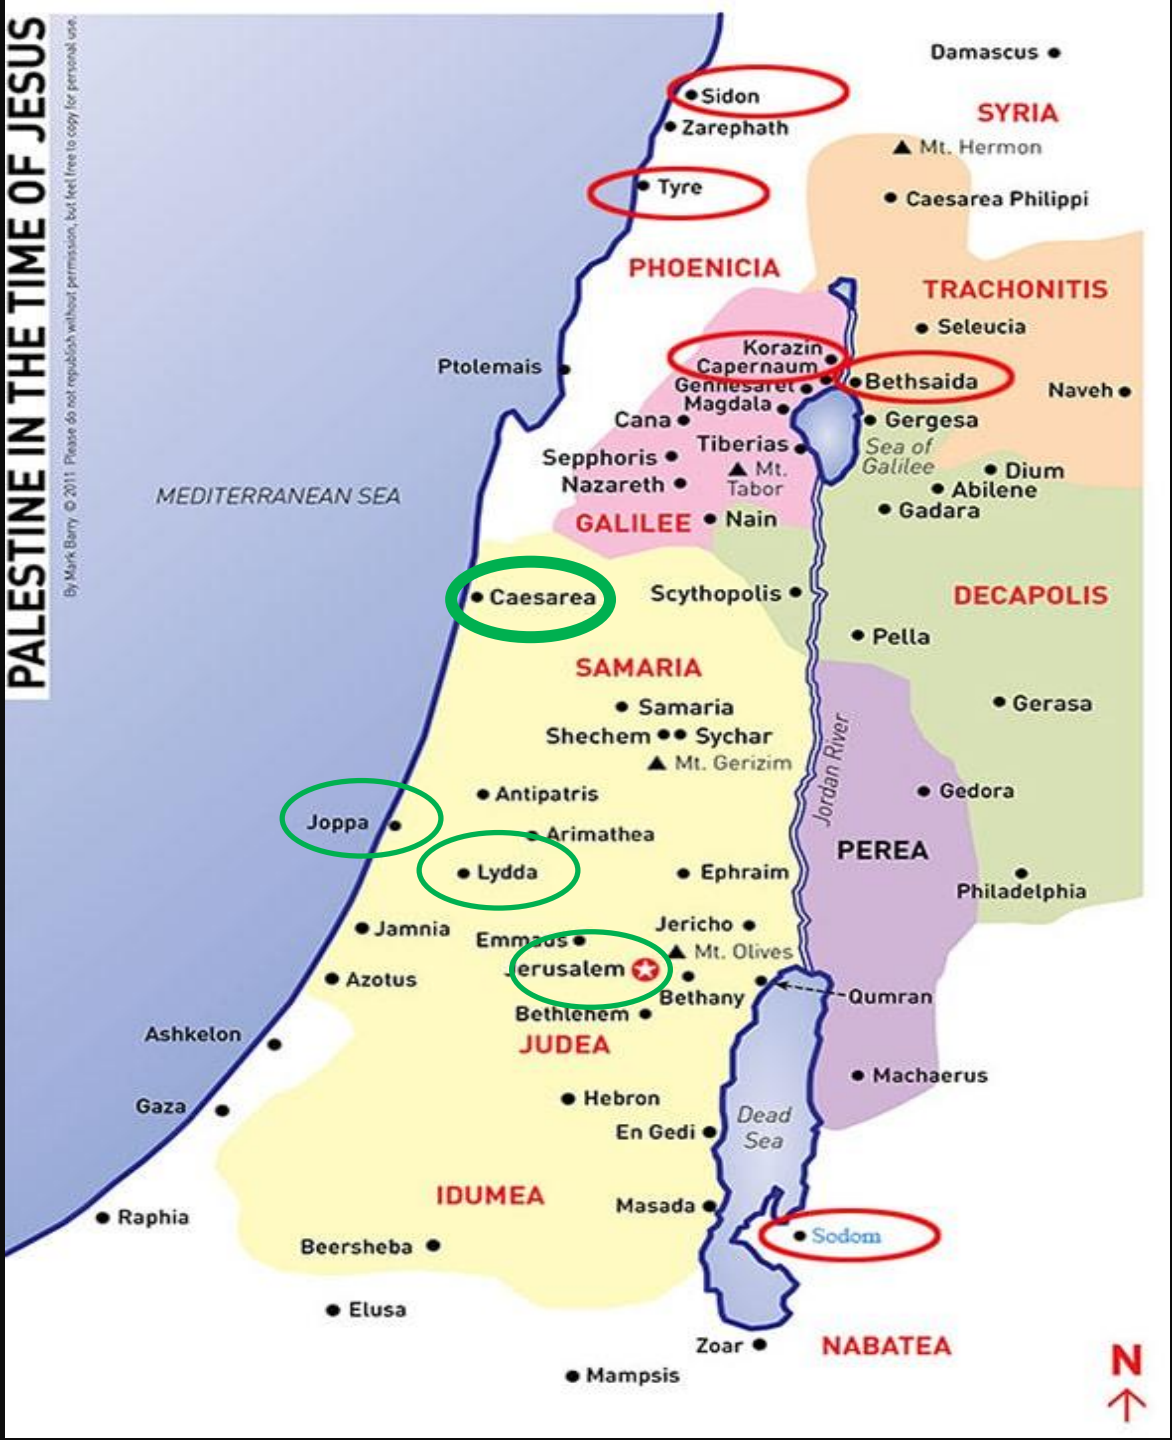 PALESTINE IN THE TIME OF JESUS
By Mark Barry © 2011 Please do not republish without permission, but feel free to copy for personal use.
Damascus
Sidon
SYRIA
Zarephath
Mt. Hermon
Tyre
Caesarea Philippi
PHOENICIA
TRACHONITIS
Seleucia
Korazin
Ptolemais
Capernaum
Bethsaida
Gennesaret
Naveh
Magdala
Cana
Gergesa
Tiberias
Sea of
Galilee
Sepphoris
Mt.
Tabor
Dium
Nazareth
Abilene
Gadara
MEDITERRANEAN SEA
GALILEE
Nain
Caesarea
Scythopolis
DECAPOLIS
Pella
SAMARIA
Samaria
Gerasa
Shechem
Sychar
Mt. Gerizim
Jordan River
Antipatris
Gedora
Joppa
Arimathea
PEREA
Lydda
Ephraim
Philadelphia
Jamnia
Jericho
Emmaus
Mt. Olives
Jerusalem
Azotus
Bethany
Qumran
Bethlehem
Ashkelon
JUDEA
Machaerus
Hebron
Gaza
Dead
Sea
En Gedi
IDUMEA
Masada
Raphia
Sodom
Beersheba
Elusa
Zoar
NABATEA
Mampsis
N